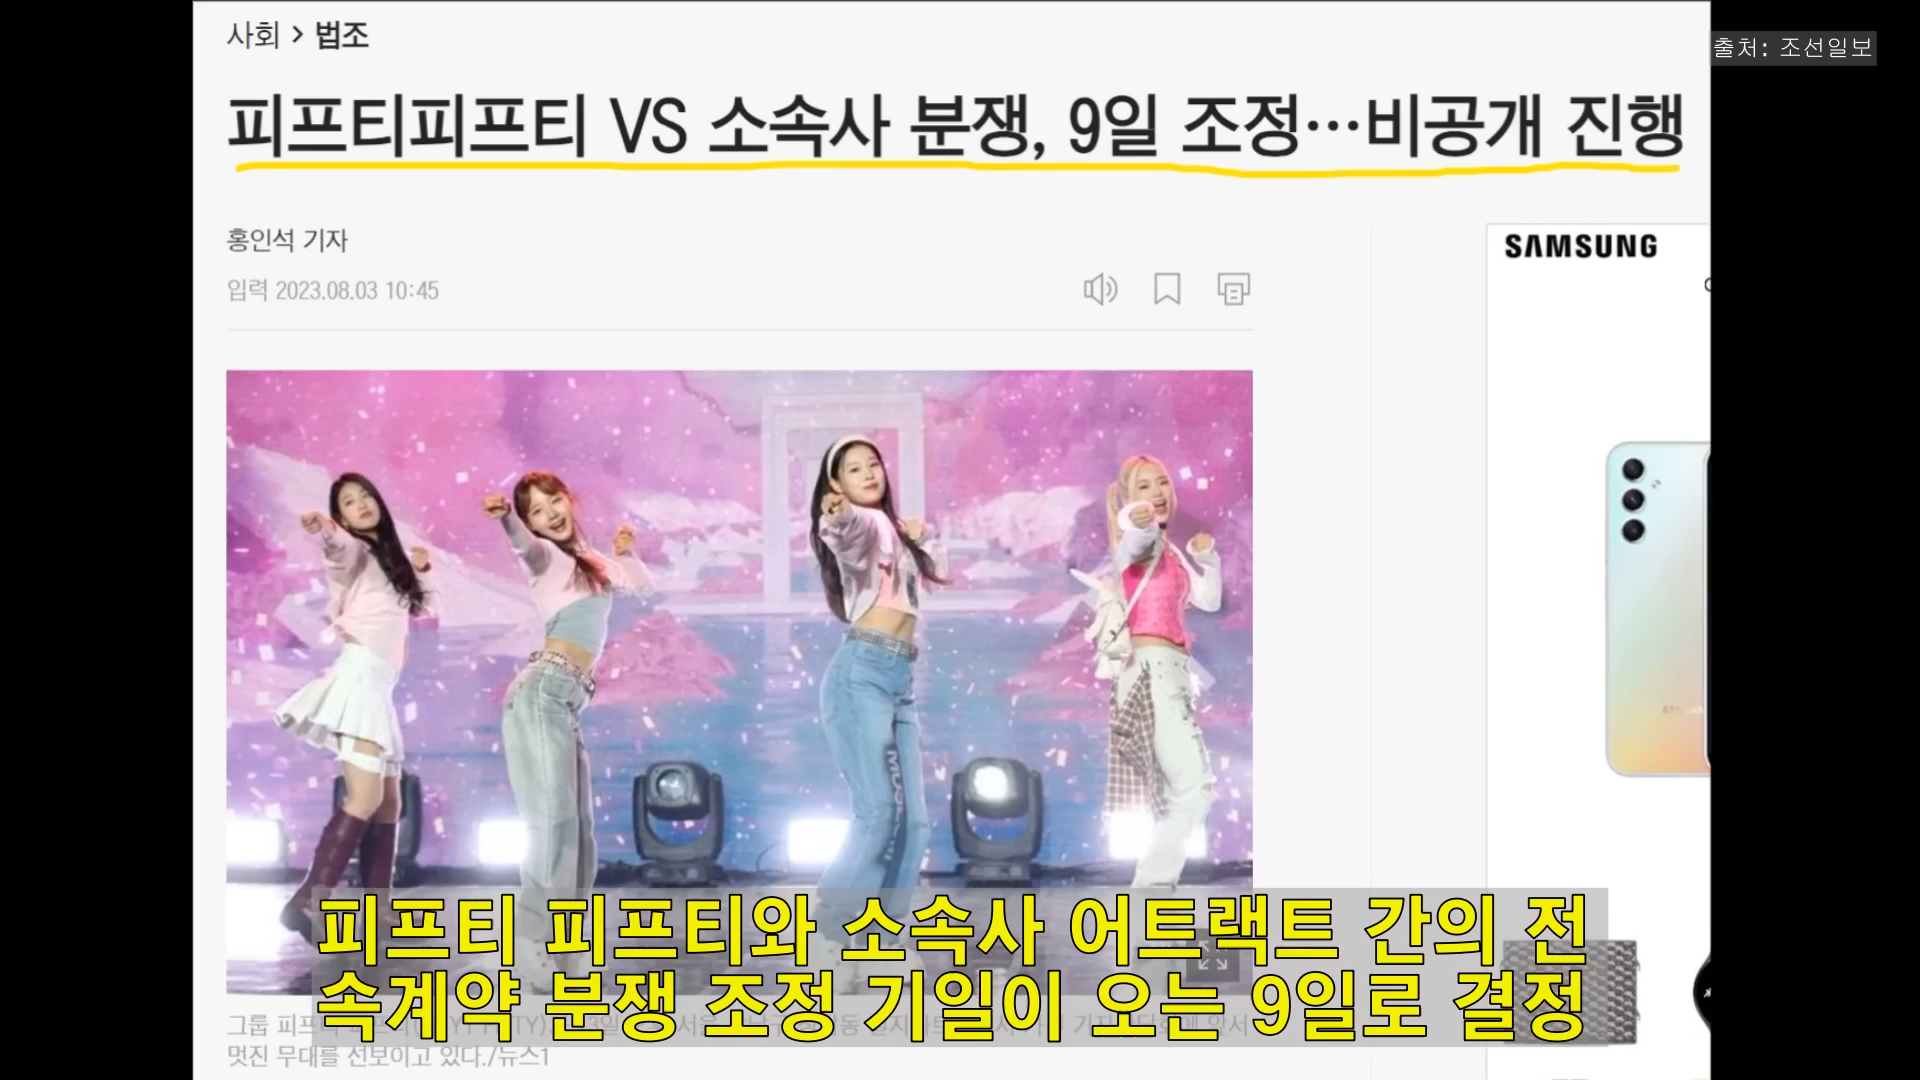 사회 > 법조
출처: 조선일보
피프티피프티 VS 소속사 분쟁, 9일 조정…비공개 진행
홍인석 기자
입력 2023.08.03 10:45
SAMSUNG
피프티 피프티와 소속사 어트랙트 간의 전
속계약 분쟁 조정 기일이 오는 9일로 결정
그룹
멋진 무대를 선보이고 있다./뉴스1